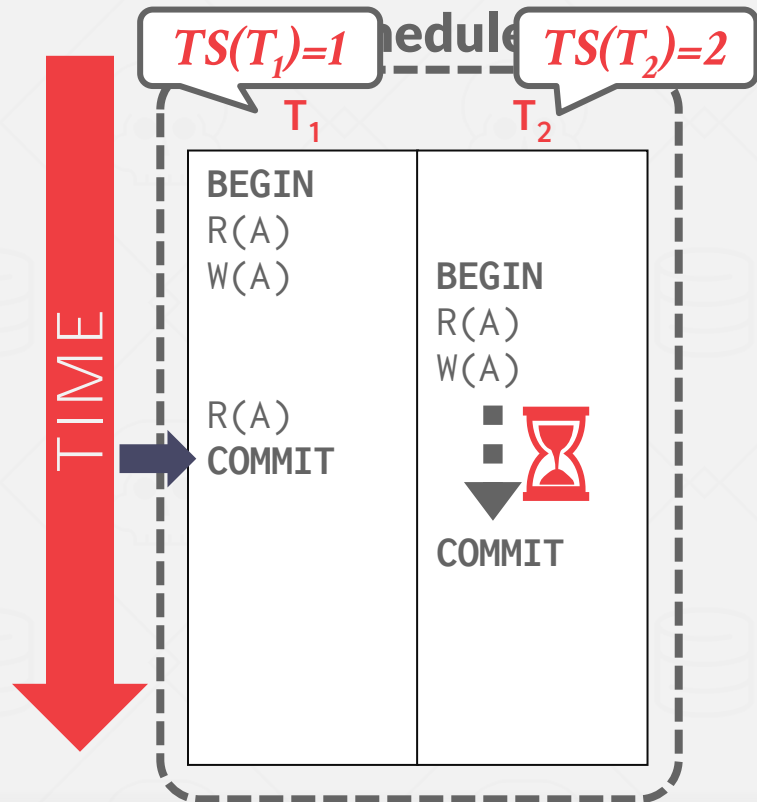 TS(T₁)=1
hedule
TS(T₂)=2
T₁
T₂
BEGIN
R(A)
W(A)
BEGIN
R(A)
W(A)
R(A)
COMMIT
COMMIT
TIME